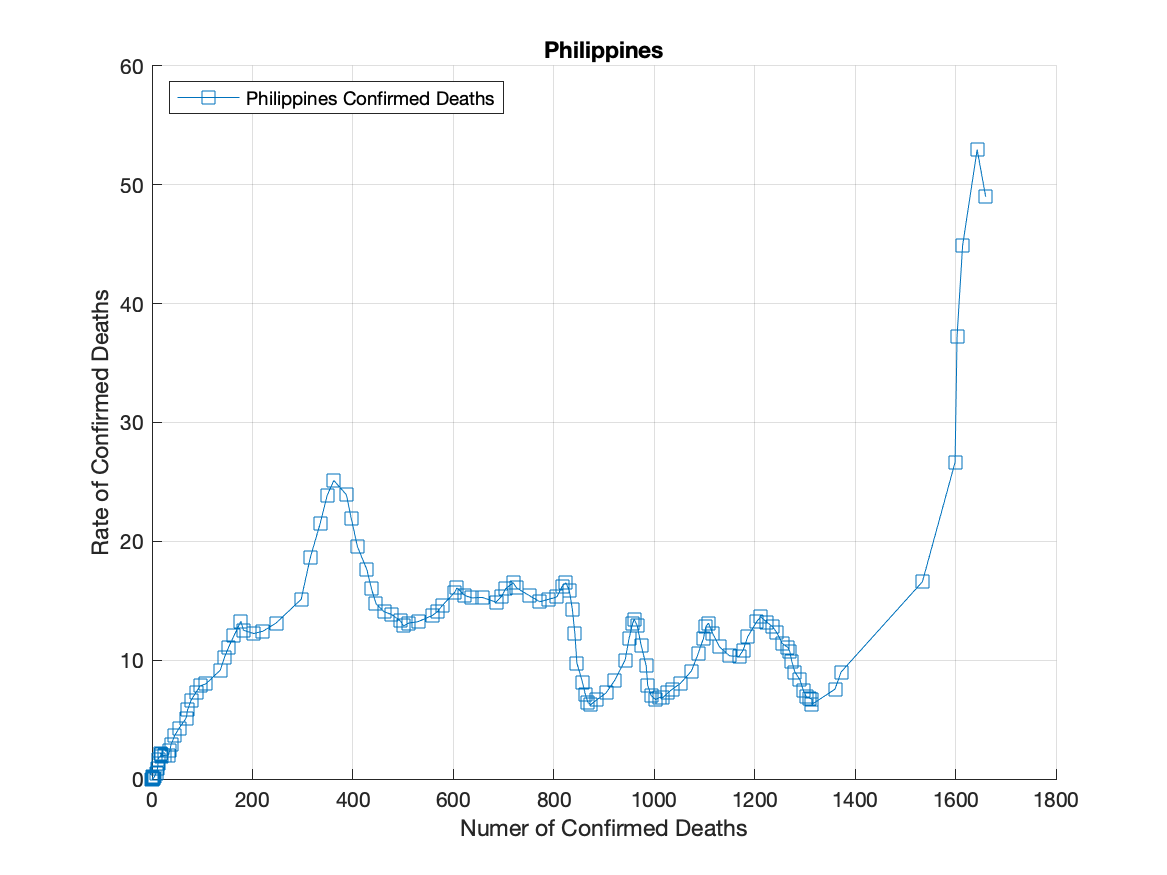 Philippines
Philippines Confirmed Deaths
60
50
40
30
20
10
0
Rate of Confirmed Deaths
0 200 400 600 800 1000 1200 1400 1600 1800
Numer of Confirmed Deaths